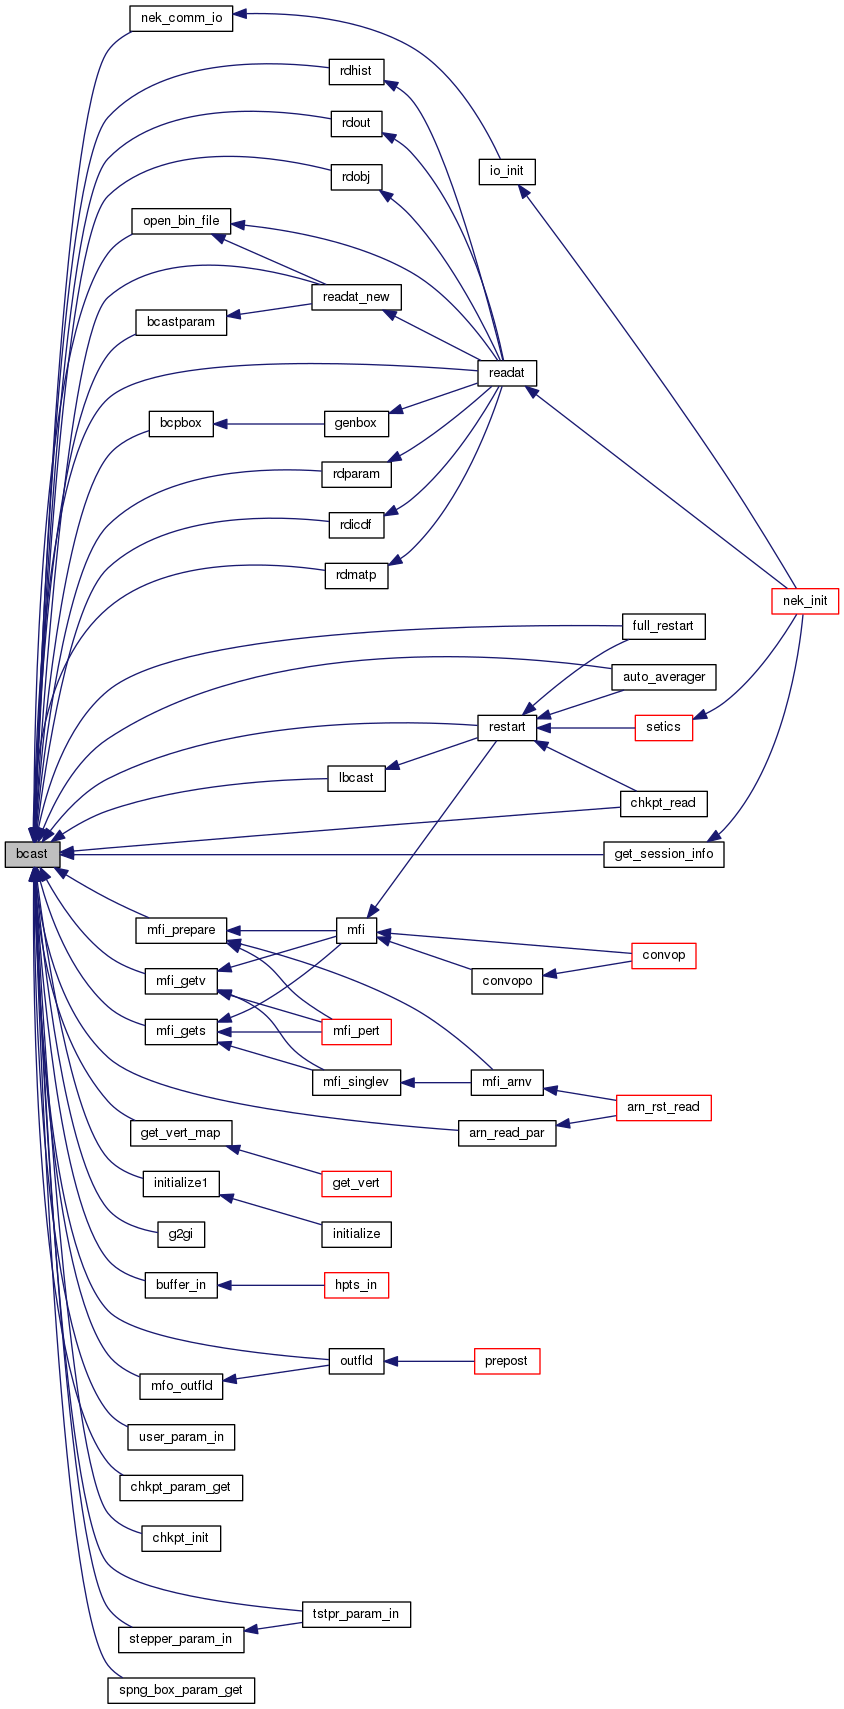 nek_comm_io
rdhist
rdout
io_init
rdobj
open_bin_file
readat_new
bcastparam
readat
bcpbox
genbox
rdparam
rdicdf
rdmatp
nek_init
full_restart
auto_averager
restart
setics
lbcast
chkpt_read
bcast
get_session_info
mfi_prepare
mfi
convop
mfi_getv
convopo
mfi_gets
mfi_pert
mfi_singlev
mfi_arnv
arn_rst_read
get_vert_map
arn_read_par
initialize1
get_vert
g2gi
initialize
buffer_in
hpts_in
outfld
prepost
mfo_outfld
user_param_in
chkpt_param_get
chkpt_init
tstpr_param_in
stepper_param_in
spng_box_param_get